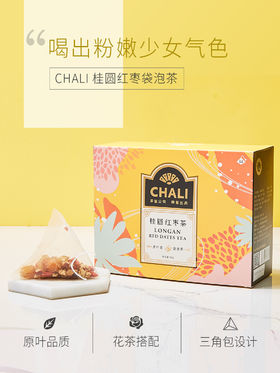 喝出粉嫩少女气色
CHALI 桂圆红枣袋泡茶
CHALI
桂圆红枣茶
LONGAN
RED DATES TEA
原叶品质
花茶搭配
三角包设计